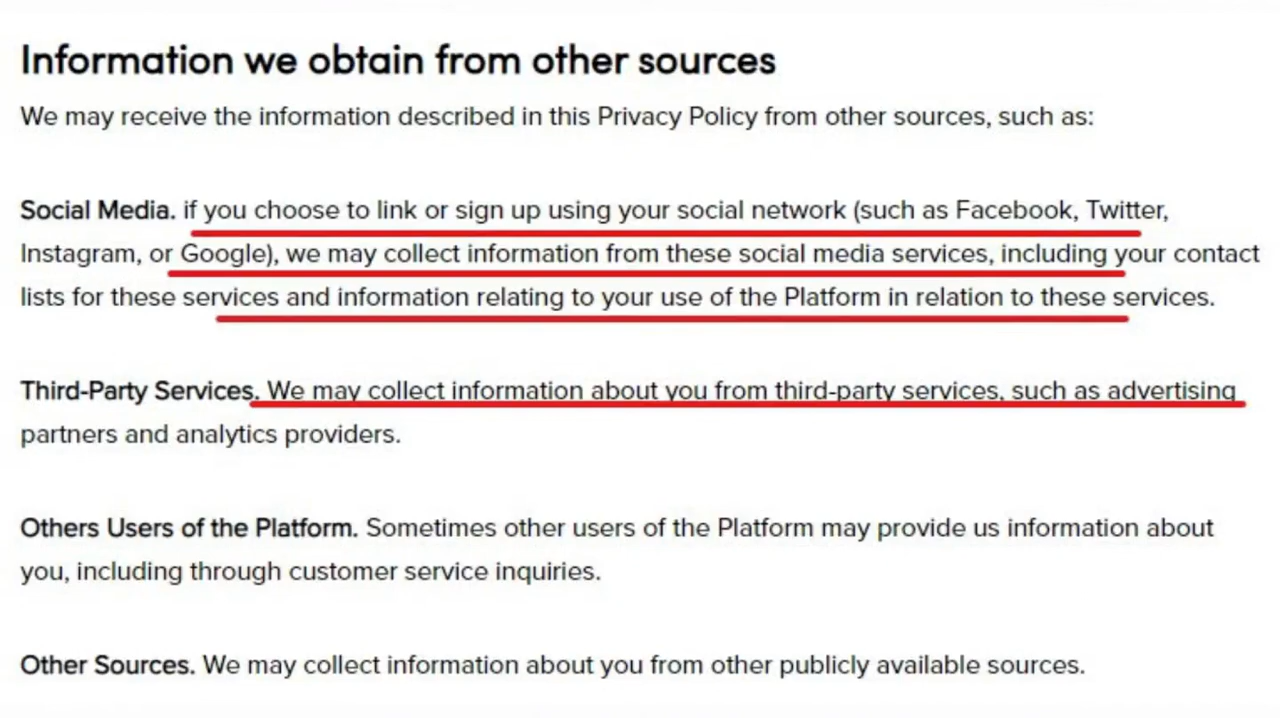 Information we obtain from other sources
We may receive the information described in this Privacy Policy from other sources, such as:
Social Media. if you choose to link or sign up using your social network (such as Facebook, Twitter,
Instagram, or Google), we may collect information from these social media services, including your contact
lists for these services and information relating to your use of the Platform in relation to these services.
Third-Party Services. We may collect information about you from third-party services, such as advertising
partners and analytics providers.
Others Users of the Platform. Sometimes other users of the Platform may provide us information about
you, including through customer service inquiries.
Other Sources. We may collect information about you from other publicly available sources.